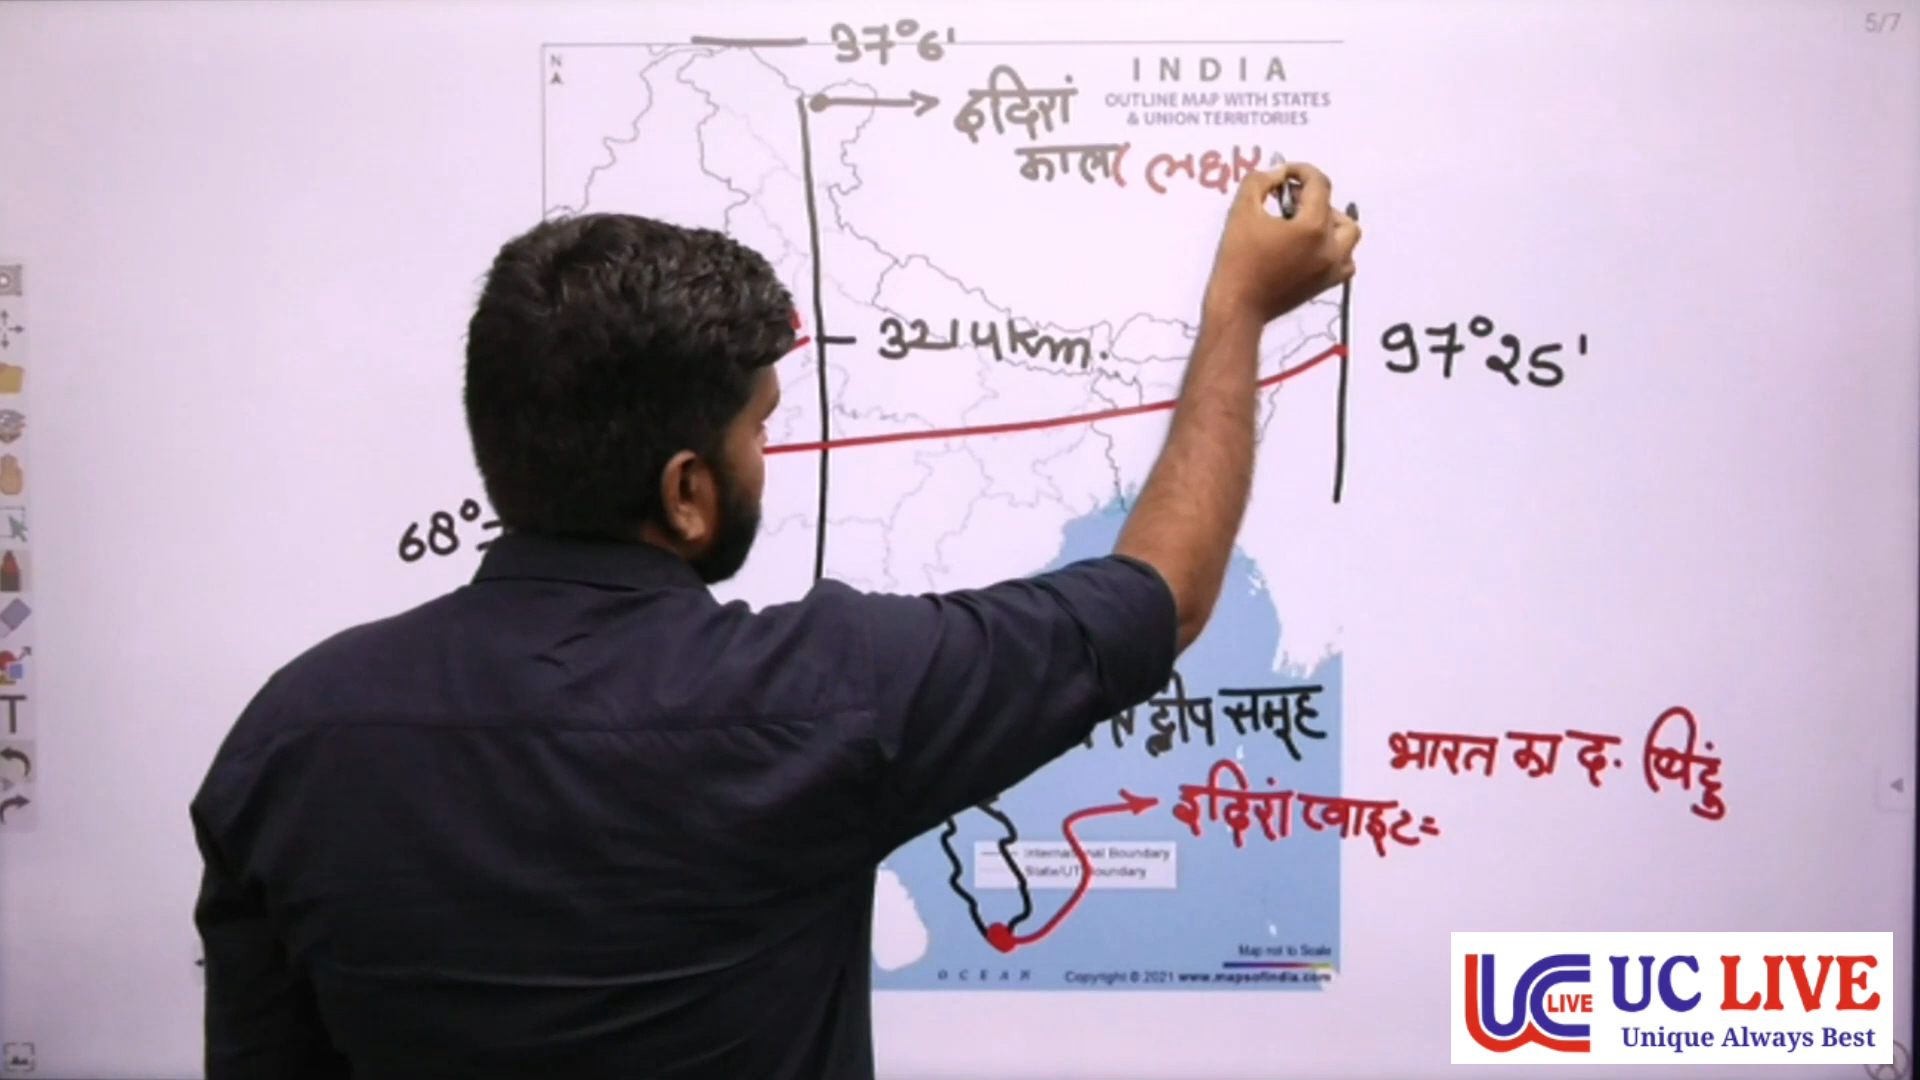 5/7
37°6'
N
INDIA
OUTLINE MAP WITH STATES
& UNION TERRITORIES
इंदिरां
काल ( लद्दाख
3214km.
97°25'
68°
द्वीप समूह
भारत का द. बिंदु
इंदिरां प्वाइट=
International Boundary
State/UT Boundary
Map not to Scale
OCEAN
Copyright © 2021 www.mapsofindia.com
UC LIVE
LIVE
Unique Always Best